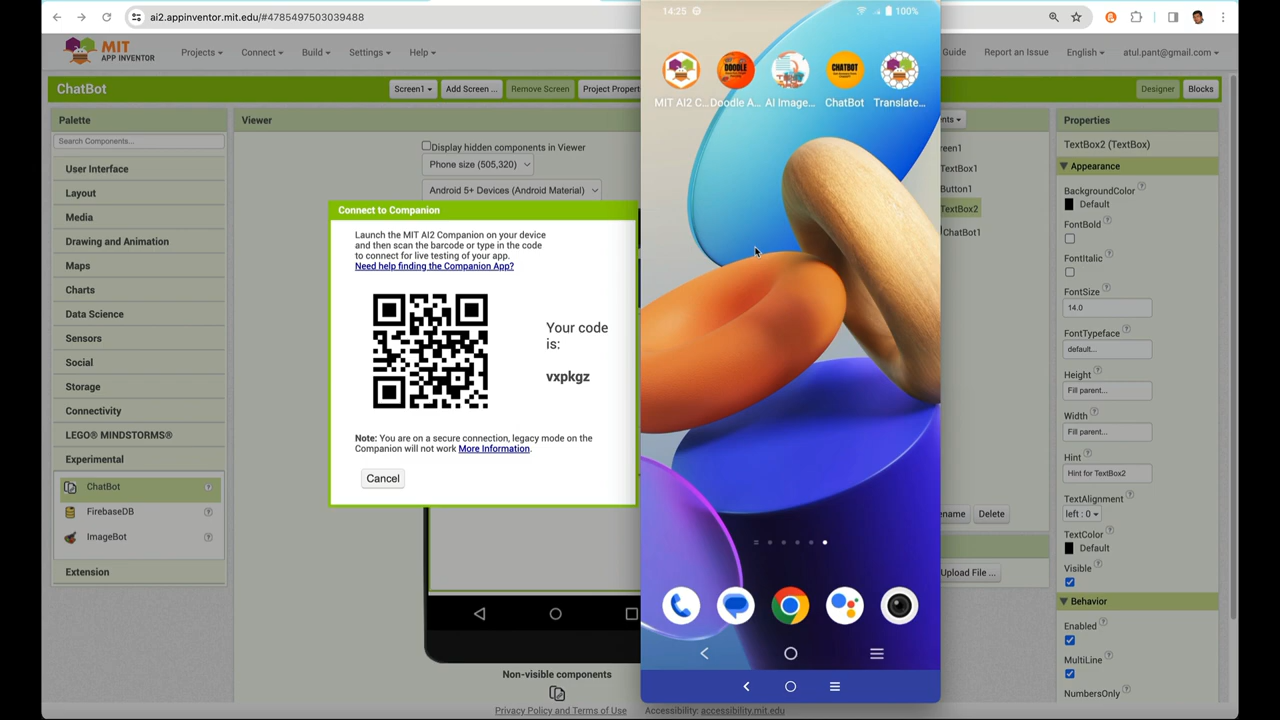 ai2.appinventor.mit.edu/#4785497503039488
MIT
APP INVENTOR
Projects
Connect
Build
Settings
Help
Guide
Report an Issue
English
atul.pant@gmail.com
ChatBot
Screen1
Add Screen ...
Remove Screen
Project Propert
Designer
Blocks
Palette
Search Components...
User Interface
Layout
Media
Drawing and Animation
Maps
Charts
Data Science
Sensors
Social
Storage
Connectivity
LEGO® MINDSTORMS®
Experimental
ChatBot
FirebaseDB
ImageBot
Extension
Viewer
Display hidden components in Viewer
Phone size (505,320)
Android 5+ Devices (Android Material)
Connect to Companion
Launch the MIT AI2 Companion on your device
and then scan the barcode or type in the code
to connect for live testing of your app.
Need help finding the Companion App?
Your code
is:
vxpkgz
Note: You are on a secure connection, legacy mode on the
Companion will not work More Information.
Cancel
Non-visible components
Privacy Policy and Terms of Use
Accessibility: accessibility.mit.edu
14:25
100%
DOODLE
CHATBOT
MIT AI2 C...
Doodle A...
AI Image...
ChatBot
Translate...
nts
reen1
TextBox1
Button1
TextBox2
ChatBot1
ename
Delete
Upload File ...
Properties
TextBox2 (TextBox)
Appearance
BackgroundColor
Default
FontBold
FontItalic
FontSize
14.0
FontTypeface
default...
Height
Fill parent...
Width
Fill parent...
Hint
Hint for TextBox2
TextAlignment
left : 0
TextColor
Default
Visible
Behavior
Enabled
MultiLine
NumbersOnly